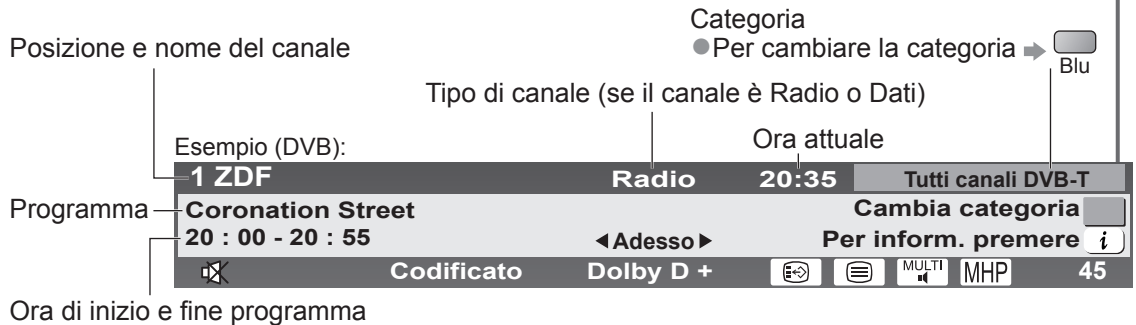 Categoria
Posizione e nome del canale
●Per cambiare la categoria
Blu
Tipo di canale (se il canale è Radio o Dati)
Ora attuale
Esempio (DVB):
1 ZDF Radio 20:35 Tutti canali DVB-T
Programma Coronation Street Cambia categoria
20 : 00 - 20 : 55 ◀Adesso▶ Per inform. premere i
Codificato Dolby D + MULTI MHP 45
Ora di inizio e fine programma